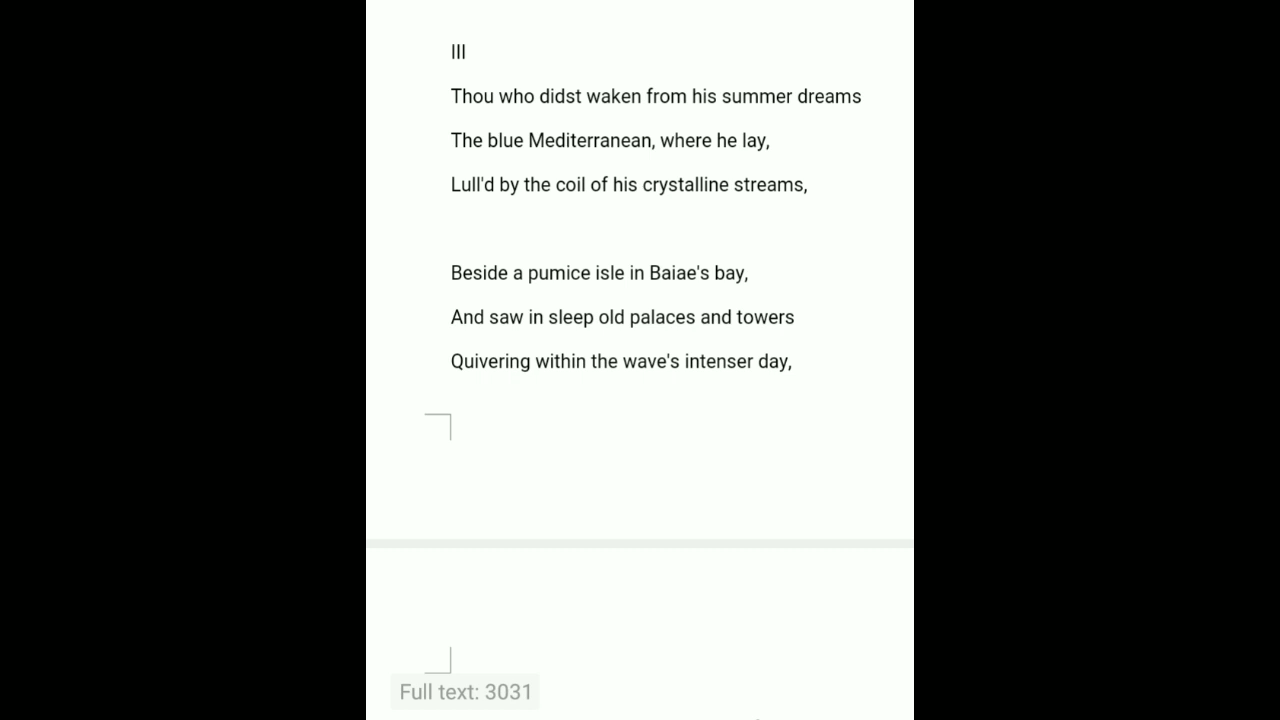 III
Thou who didst waken from his summer dreams
The blue Mediterranean, where he lay,
Lull'd by the coil of his crystalline streams,
Beside a pumice isle in Baiae's bay,
And saw in sleep old palaces and towers
Quivering within the wave's intenser day,
Full text: 3031